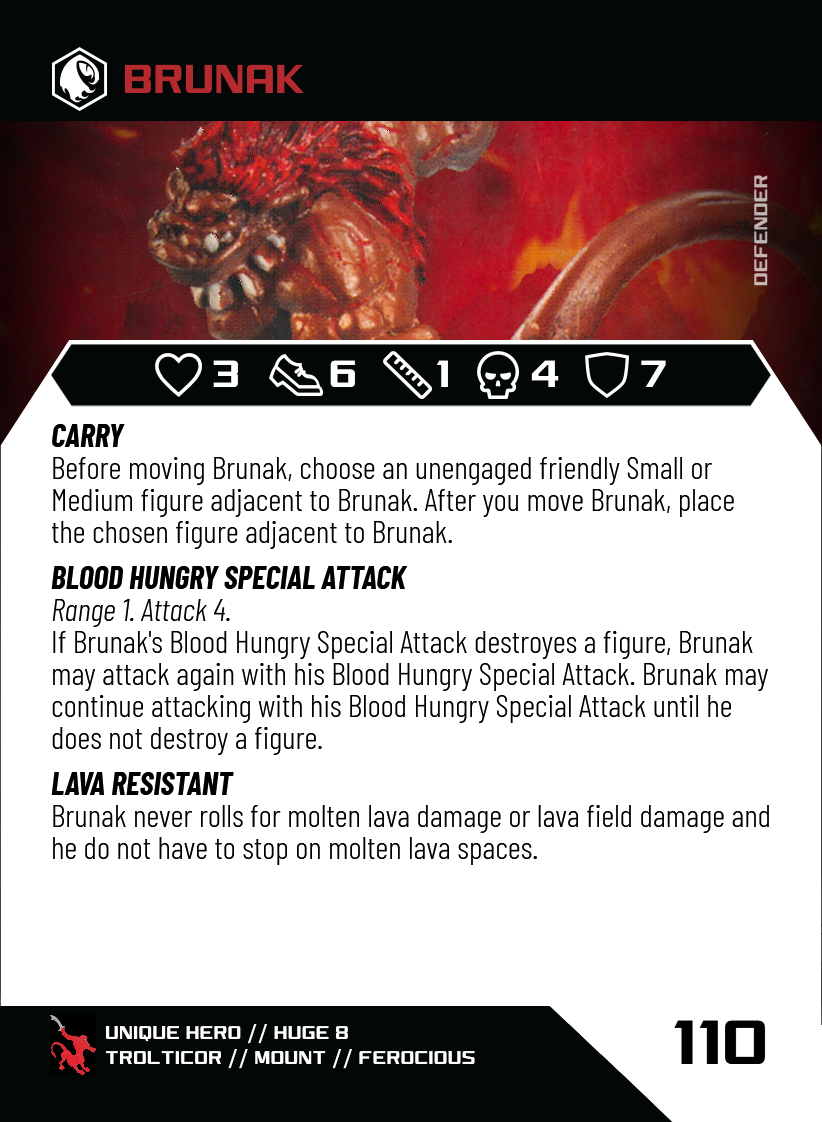 BRUNAK
DEFENDER
3 6 1 4 7
CARRY
Before moving Brunak, choose an unengaged friendly Small or
Medium figure adjacent to Brunak. After you move Brunak, place
the chosen figure adjacent to Brunak.
BLOOD HUNGRY SPECIAL ATTACK
Range 1. Attack 4.
If Brunak's Blood Hungry Special Attack destroyes a figure, Brunak
may attack again with his Blood Hungry Special Attack. Brunak may
continue attacking with his Blood Hungry Special Attack until he
does not destroy a figure.
LAVA RESISTANT
Brunak never rolls for molten lava damage or lava field damage and
he do not have to stop on molten lava spaces.
UNIQUE HERO // HUGE 8
TROLTICOR // MOUNT // FEROCIOUS
110